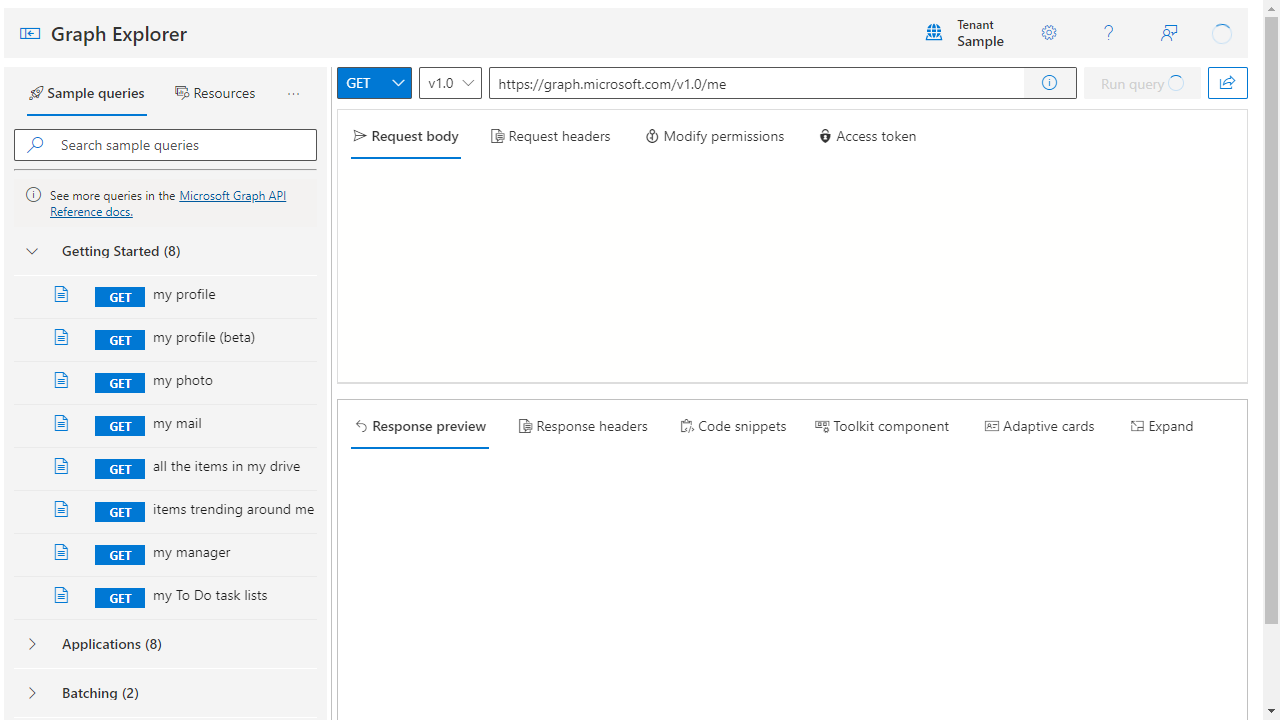 Graph Explorer
Tenant
Sample
?
Sample queries
Resources
...
GET
v1.0
https://graph.microsoft.com/v1.0/me
Run query
Search sample queries
See more queries in the Microsoft Graph API
Reference docs.
Getting Started (8)
GET my profile
GET my profile (beta)
GET my photo
GET my mail
GET all the items in my drive
GET items trending around me
GET my manager
GET my To Do task lists
Applications (8)
Batching (2)
Request body
Request headers
Modify permissions
Access token
Response preview
Response headers
Code snippets
Toolkit component
Adaptive cards
Expand